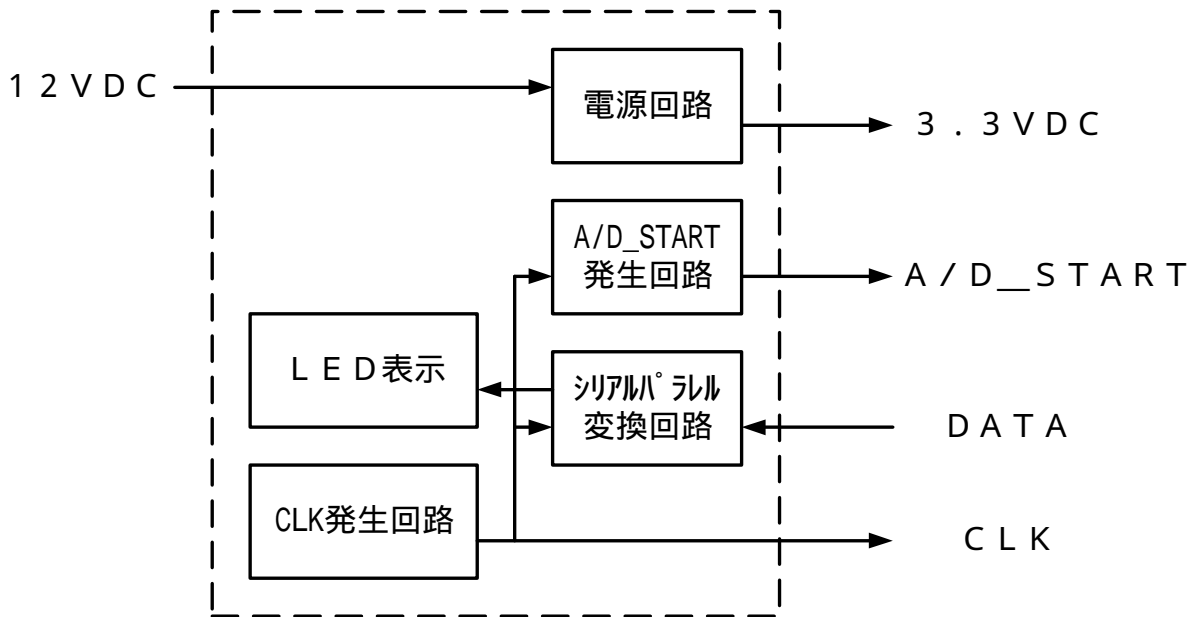 １２ＶＤＣ
電源回路
３．３ＶＤＣ
A/D_START
発生回路
Ａ／Ｄ＿ＳＴＡＲＴ
ＬＥＤ表示
ｼﾘｱﾙﾊﾟﾗﾚﾙ
変換回路
ＤＡＴＡ
CLK発生回路
ＣＬＫ